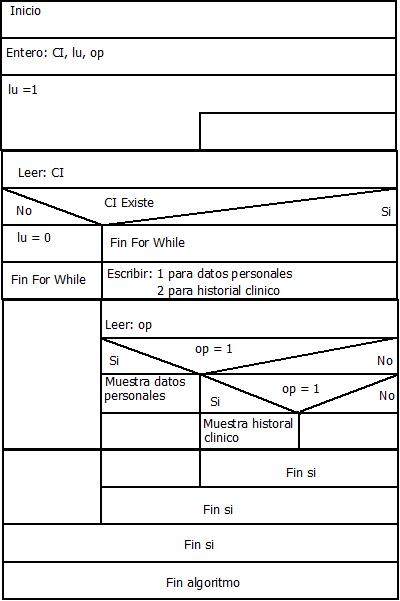 Inicio
Entero: CI, lu, op
lu =1
Leer: CI
CI Existe
No
Si
lu = 0
Fin For While
Fin For While
Escribir: 1 para datos personales
2 para historial clinico
Leer: op
op = 1
Si
No
Muestra datos
personales
op = 1
Si
No
Muestra historal
clinico
Fin si
Fin si
Fin si
Fin algoritmo